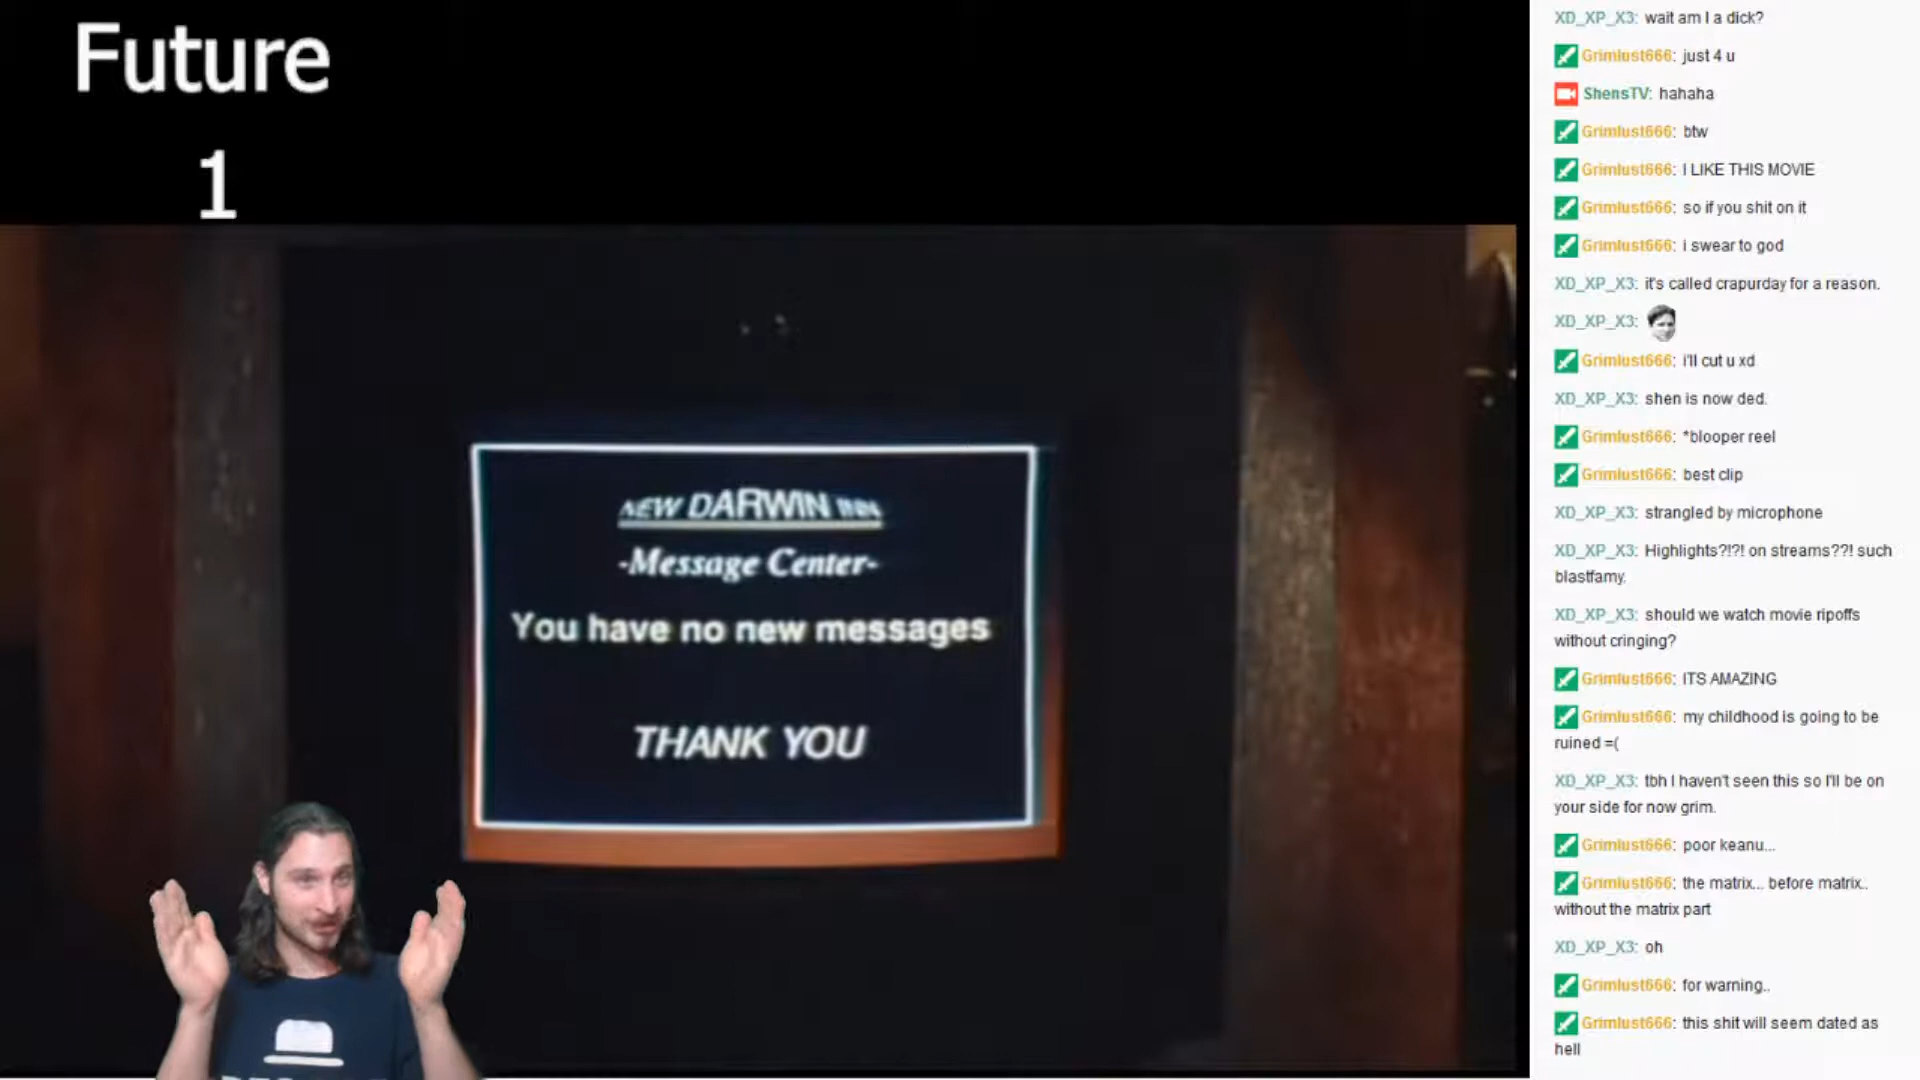 Future
1
NEW DARWIN INN
-Message Center-
You have no new messages
THANK YOU
XD_XP_X3: wait am I a dick?
Grimlust666: just 4 u
ShensTV: hahaha
Grimlust666: btw
Grimlust666: I LIKE THIS MOVIE
Grimlust666: so if you shit on it
Grimlust666: i swear to god
XD_XP_X3: it's called crapurday for a reason.
XD_XP_X3:
Grimlust666: i'll cut u xd
XD_XP_X3: shen is now ded.
Grimlust666: *blooper reel
Grimlust666: best clip
XD_XP_X3: strangled by microphone
XD_XP_X3: Highlights?!?! on streams??! such
blastfamy.
XD_XP_X3: should we watch movie ripoffs
without cringing?
Grimlust666: ITS AMAZING
Grimlust666: my childhood is going to be
ruined =(
XD_XP_X3: tbh I haven't seen this so I'll be on
your side for now grim.
Grimlust666: poor keanu...
Grimlust666: the matrix... before matrix..
without the matrix part
XD_XP_X3: oh
Grimlust666: for warning..
Grimlust666: this shit will seem dated as
hell